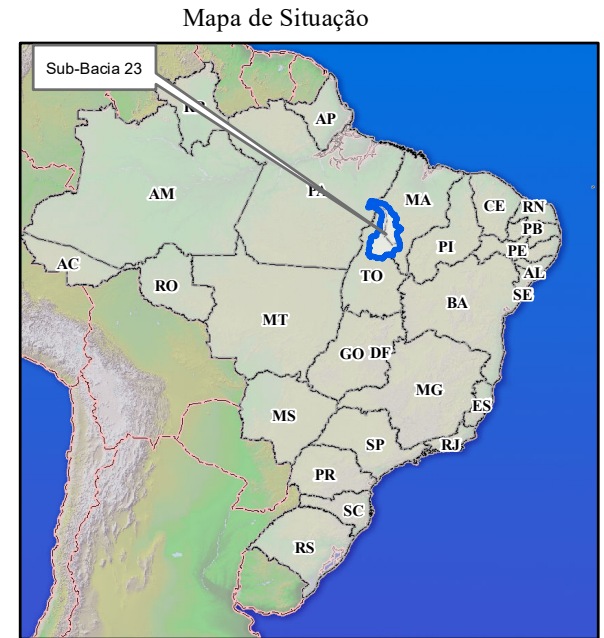 Mapa de Situação
Sub-Bacia 23
RR
AP
AM
PA
MA
CE
RN
PB
PI
PE
AC
TO
AL
RO
SE
BA
MT
GO
DF
MG
MS
ES
SP
RJ
PR
SC
RS